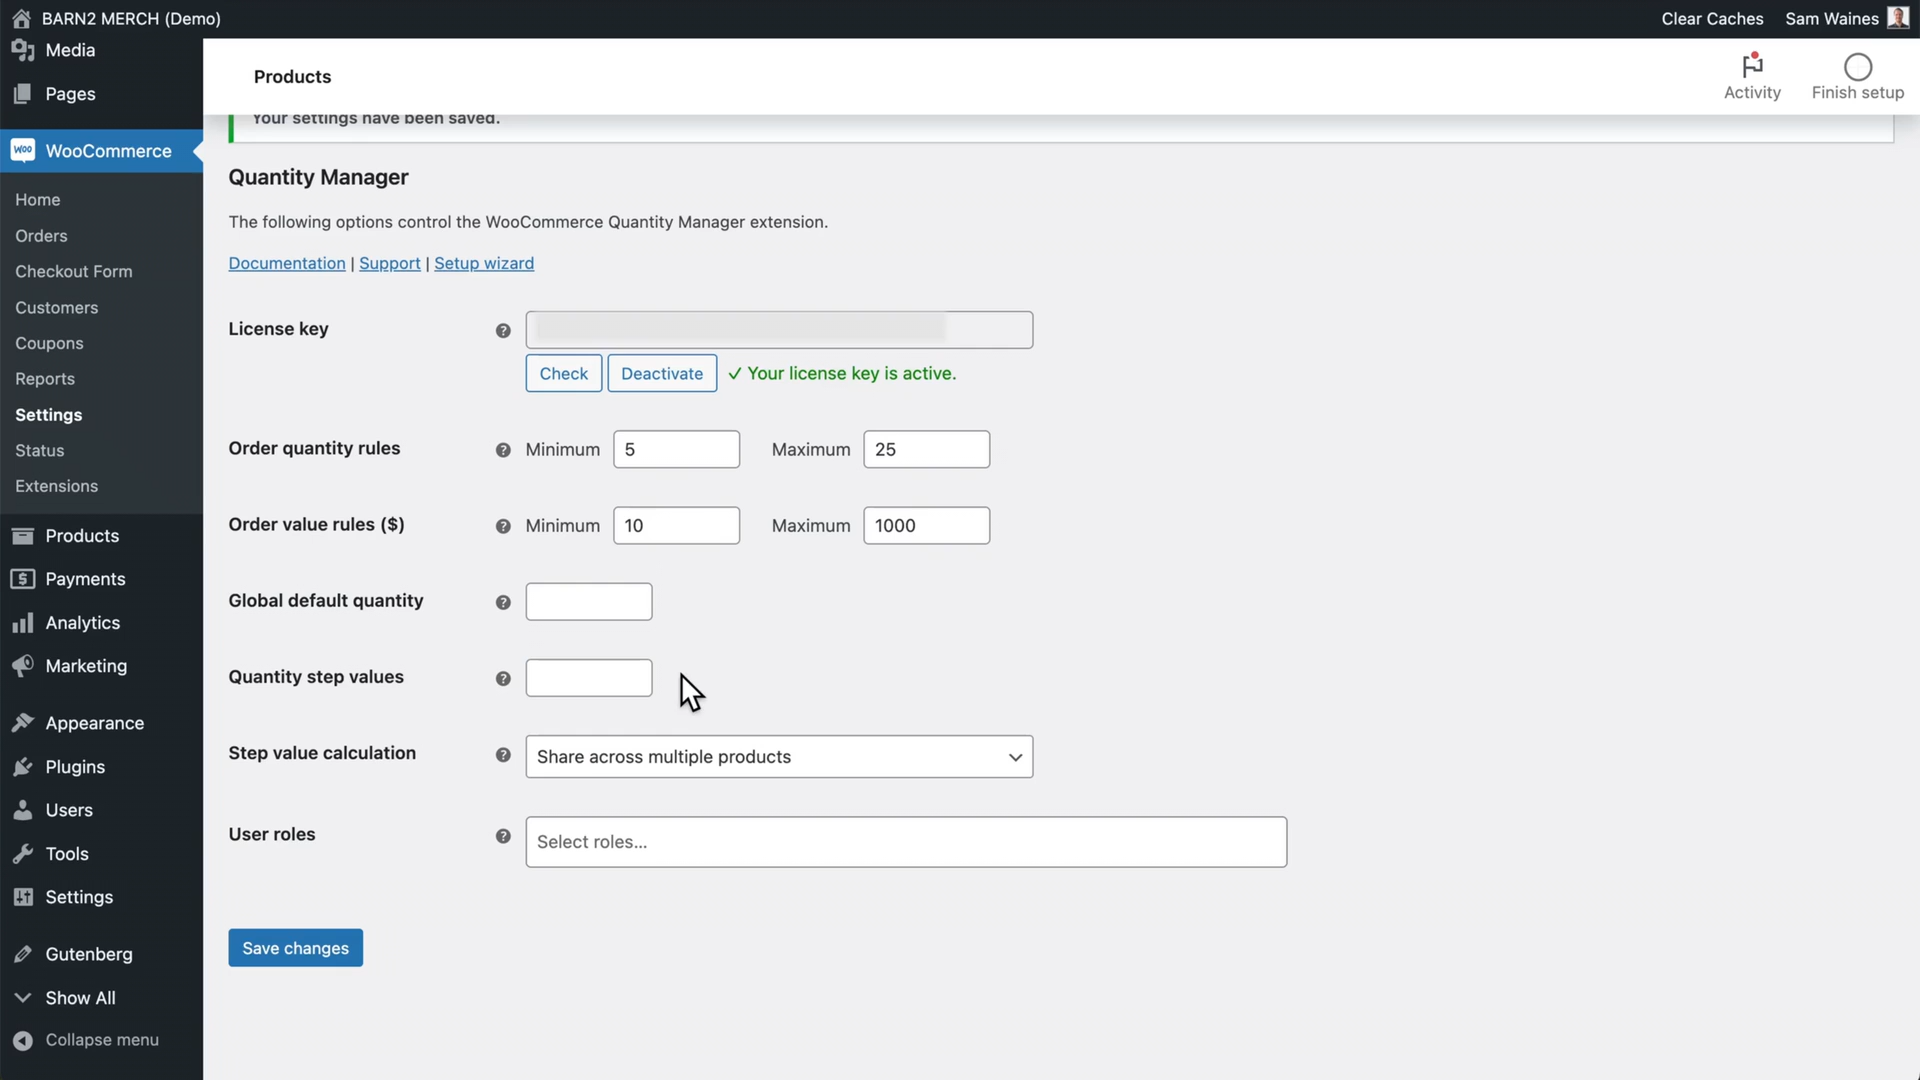 BARN2 MERCH (Demo)
Clear Caches
Sam Waines
Media
Pages
WooCommerce
Home
Orders
Checkout Form
Customers
Coupons
Reports
Settings
Status
Extensions
Products
Payments
Analytics
Marketing
Appearance
Plugins
Users
Tools
Settings
Gutenberg
Show All
Collapse menu
Products
Activity
Finish setup
Your settings have been saved.
Quantity Manager
The following options control the WooCommerce Quantity Manager extension.
Documentation | Support | Setup wizard
License key
Check Deactivate ✓ Your license key is active.
Order quantity rules Minimum 5 Maximum 25
Order value rules ($) Minimum 10 Maximum 1000
Global default quantity
Quantity step values
Step value calculation Share across multiple products
User roles Select roles...
Save changes